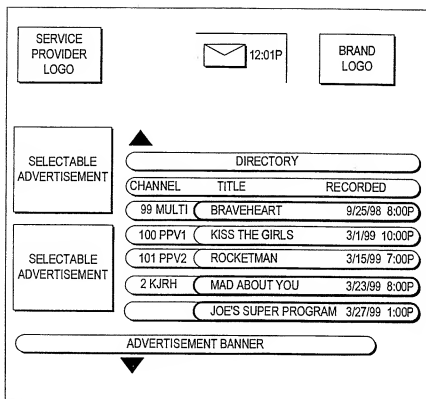 SERVICE
PROVIDER
LOGO
12:01P
BRAND
LOGO
SELECTABLE
ADVERTISEMENT
DIRECTORY
CHANNEL TITLE RECORDED
99 MULTI BRAVEHEART 9/25/98 8:00P
100 PPV1 KISS THE GIRLS 3/1/99 10:00P
101 PPV2 ROCKETMAN 3/15/99 7:00P
2 KJRH MAD ABOUT YOU 3/23/99 8:00P
JOE'S SUPER PROGRAM 3/27/99 1:00P
SELECTABLE
ADVERTISEMENT
ADVERTISEMENT BANNER